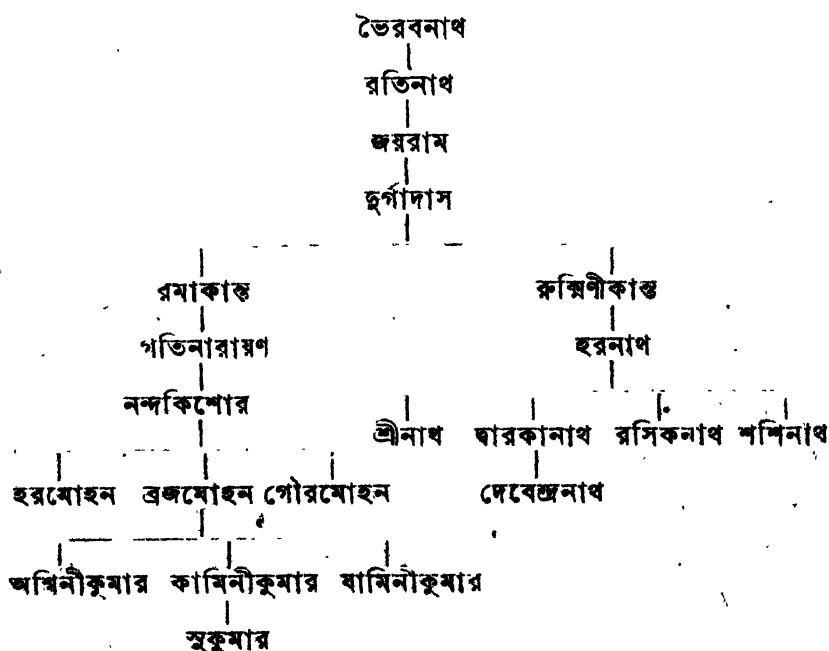 ভৈরবনাথ
রতিনাথ
জয়রাম
দুর্গাদাস
রমাকান্ত রুক্মিণীকান্ত
গতিনারায়ণ হরনাথ
নন্দকিশোর
শ্রীনাথ দ্বারকানাথ রসিকনাথ শশিনাথ
হরমোহন ব্রজমোহন গৌরমোহন দেবেন্দ্রনাথ
অশ্বিনীকুমার কামিনীকুমার যামিনীকুমার
সুকুমার